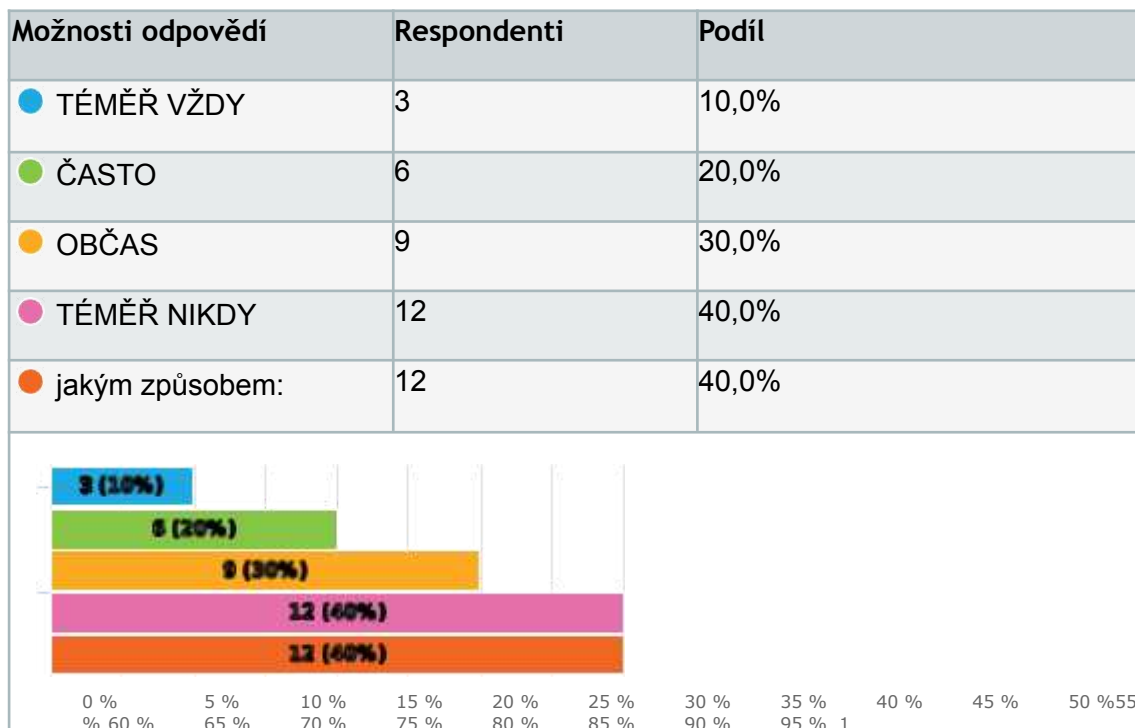 Možnosti odpovědí Respondenti Podíl
TÉMĚŘ VŽDY 3 10,0%
ČASTO 6 20,0%
OBČAS 9 30,0%
TÉMĚŘ NIKDY 12 40,0%
jakým způsobem: 12 40,0%
3 (10%)
6 (20%)
9 (30%)
12 (40%)
12 (40%)
0 % 5 % 10 % 15 % 20 % 25 % 30 % 35 % 40 % 45 % 50 %55
% 60 % 65 % 70 % 75 % 80 % 85 % 90 % 95 % 1